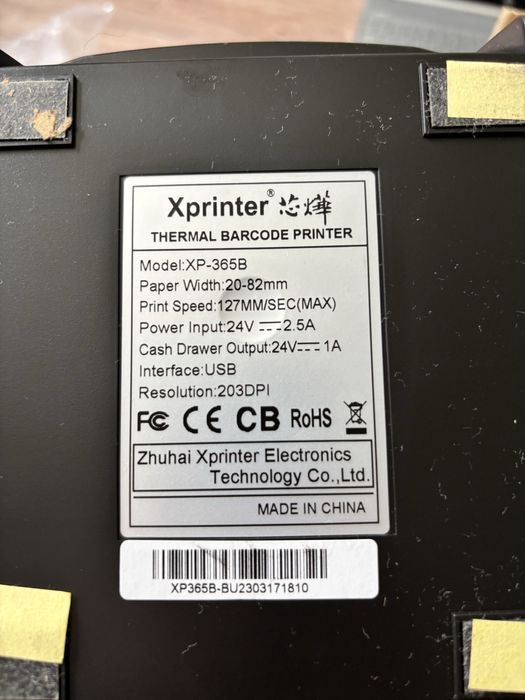 Xprinter® 芯烨
THERMAL BARCODE PRINTER
Model:XP-365B
Paper Width:20-82mm
Print Speed:127MM/SEC(MAX)
Power Input:24V⎓2.5A
Cash Drawer Output:24V⎓1A
Interface:USB
Resolution:203DPI
FC CE CB RoHS
Zhuhai Xprinter Electronics
Technology Co.,Ltd.
MADE IN CHINA
XP365B-BU2303171810